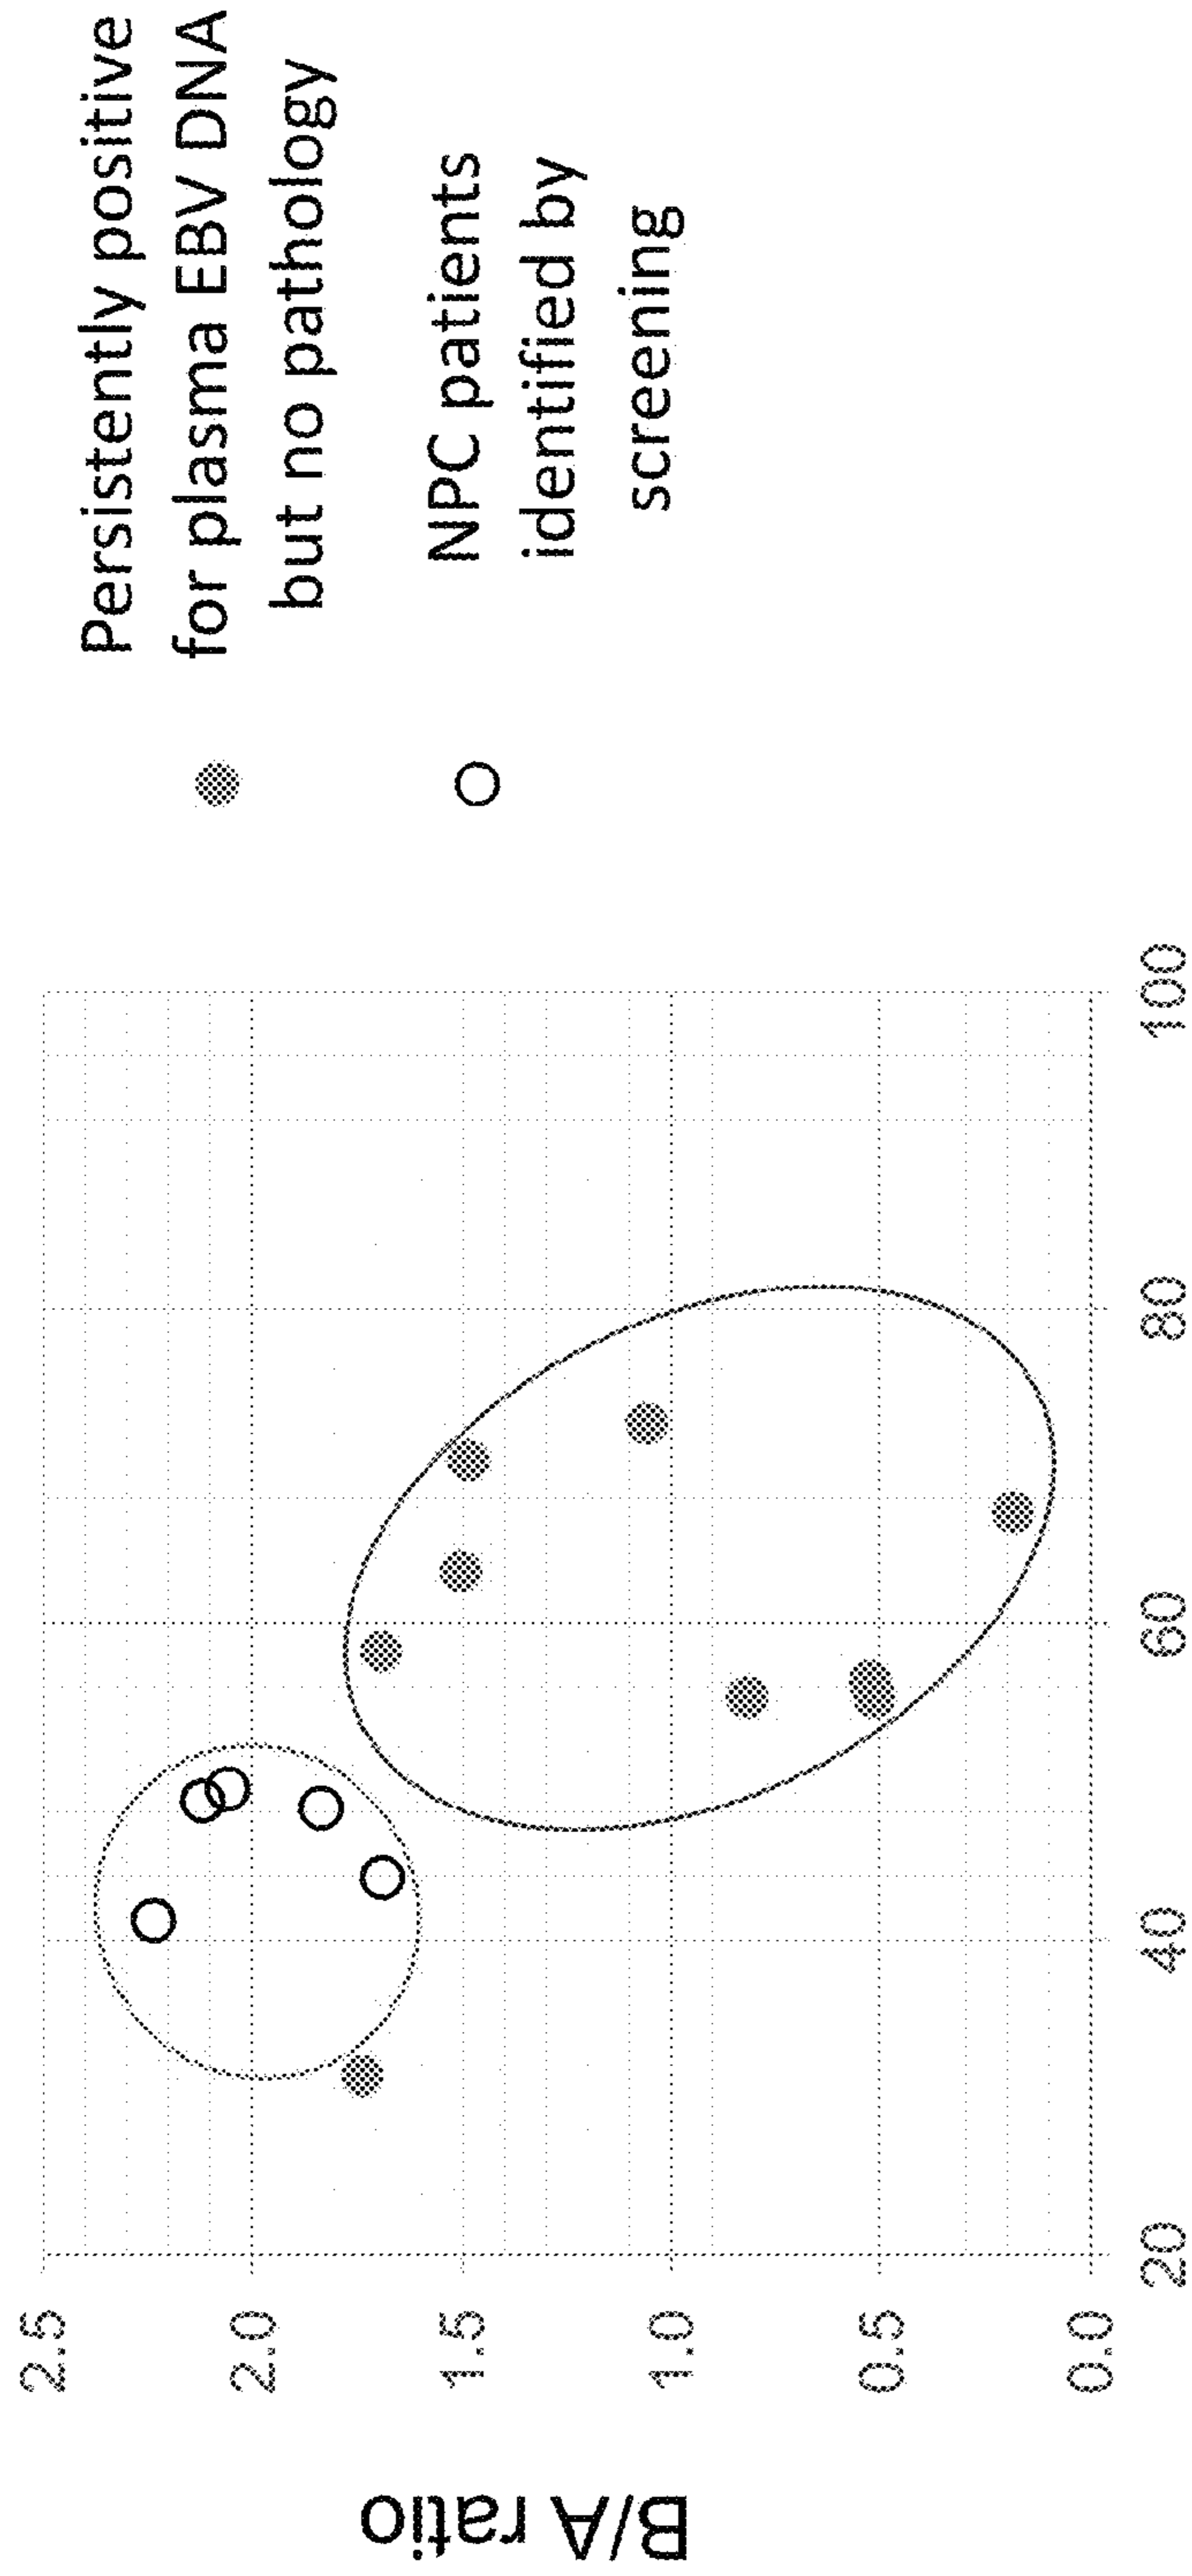 Persistently positive
for plasma EBV DNA
but no pathology
NPC patients
identified by
screening
B/A ratio
2.5
2.0
1.5
1.0
0.5
0.0
20
40
60
80
100